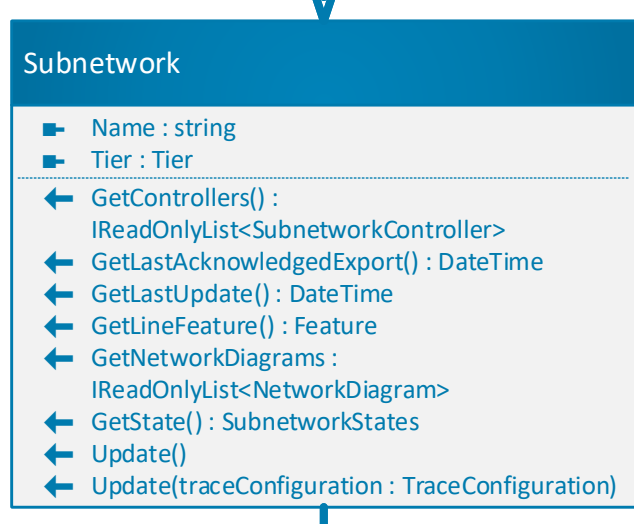 Subnetwork
Name : string
Tier : Tier
GetControllers() :
IReadOnlyList<SubnetworkController>
GetLastAcknowledgedExport() : DateTime
GetLastUpdate() : DateTime
GetLineFeature() : Feature
GetNetworkDiagrams :
IReadOnlyList<NetworkDiagram>
GetState() : SubnetworkStates
Update()
Update(traceConfiguration : TraceConfiguration)